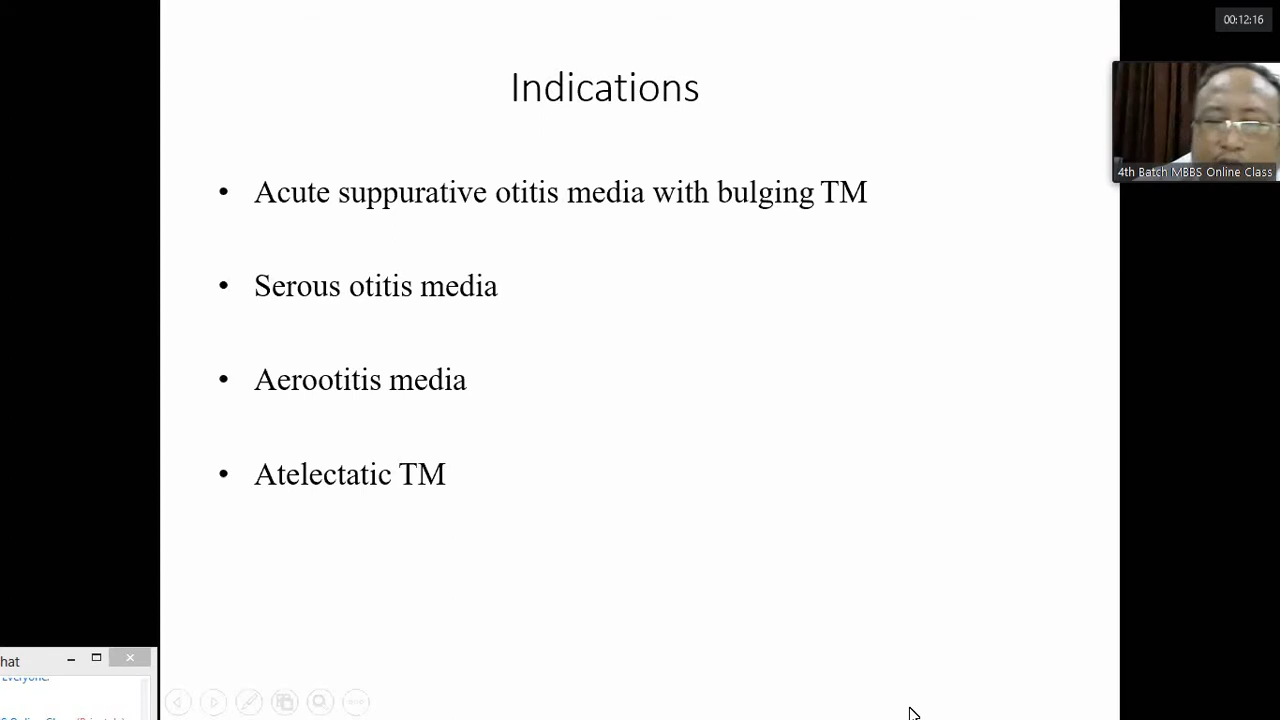 00:12:16
Indications
4th Batch MBBS Online Class
• Acute suppurative otitis media with bulging TM
• Serous otitis media
• Aerootitis media
• Atelectatic TM
hat
Everyone.